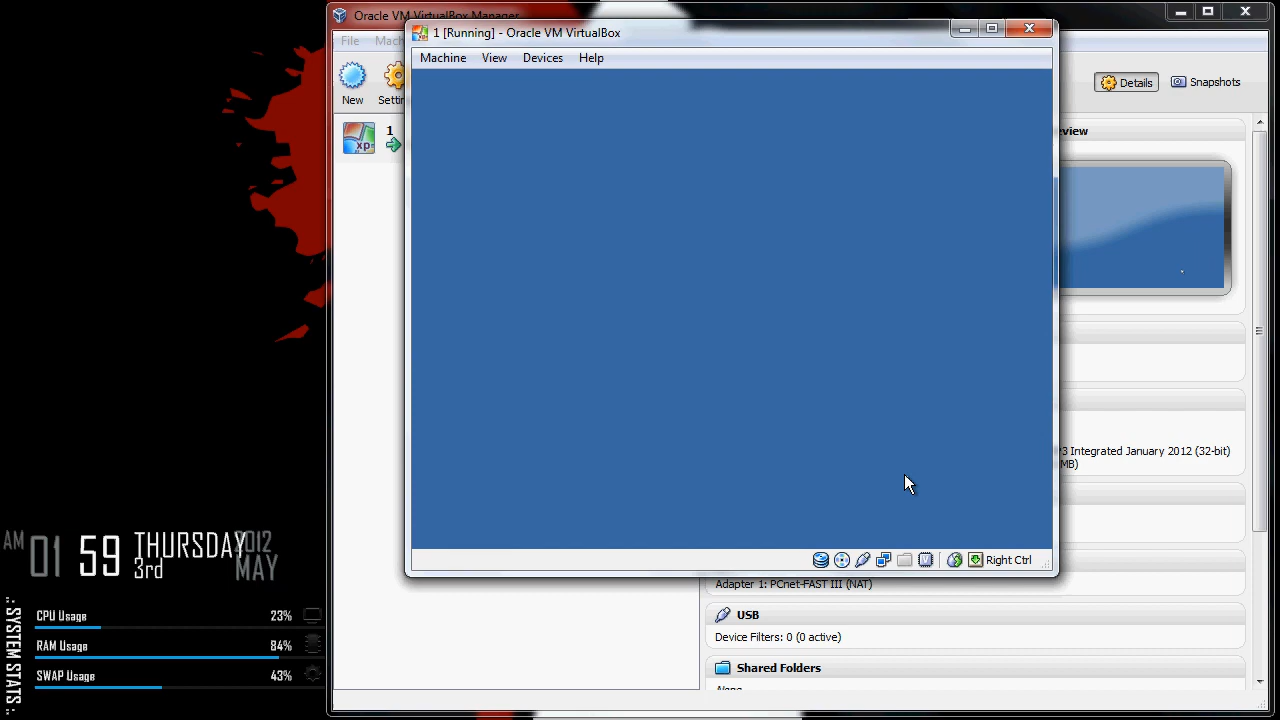 Oracle VM VirtualBox Manager
1 [Running] - Oracle VM VirtualBox
File
Machine View Devices Help
New
Details
Snapshots
1
xp
Right Ctrl
3 Integrated January 2012 (32-bit)
MB)
Adapter 1: PCnet-FAST III (NAT)
USB
Device Filters: 0 (0 active)
Shared Folders
AM 01 59 THURSDAY 2012
3rd MAY
.:: SYSTEM STATS ::.
CPU Usage 23%
RAM Usage 84%
SWAP Usage 43%